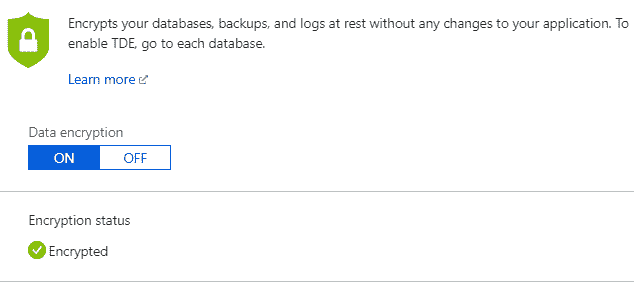 Encrypts your databases, backups, and logs at rest without any changes to your application. To
enable TDE, go to each database.
Learn more
Data encryption
ON OFF
Encryption status
Encrypted